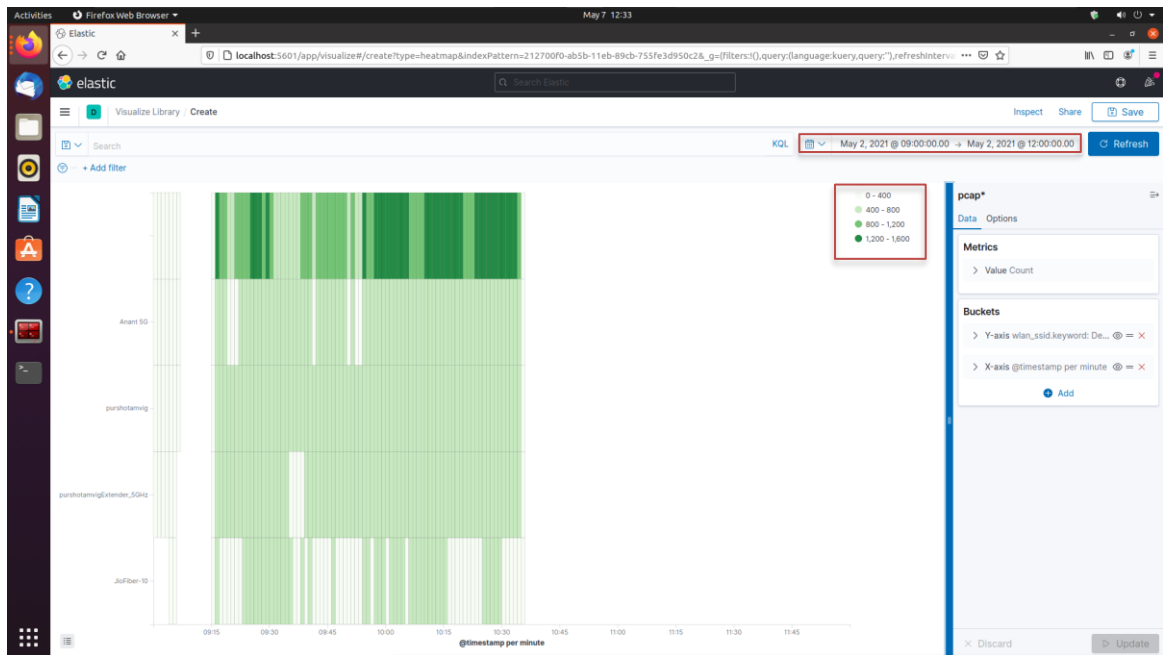 Activities Firefox Web Browser May 7 12:33
Elastic
localhost:5601/app/visualize#/create?type=heatmap&indexPattern=212700f0-ab5b-11eb-89cb-755fe3d950c2&_g=(filters:!(),query:(language:kuery,query:''),refreshInterva
elastic
Search Elastic
D Visualize Library / Create Inspect Share Save
Search KQL May 2, 2021 @ 09:00:00.00 → May 2, 2021 @ 12:00:00.00 Refresh
+ Add filter
0 - 400
400 - 800
800 - 1,200
1,200 - 1,600
Anant 5G
purshotamvig
purshotamvigExtender_5GHz
JioFiber-10
09:15 09:30 09:45 10:00 10:15 10:30 10:45 11:00 11:15 11:30 11:45
@timestamp per minute
pcap*
Data Options
Metrics
Value Count
Buckets
Y-axis wlan_ssid.keyword: De...
X-axis @timestamp per minute
Add
Discard Update